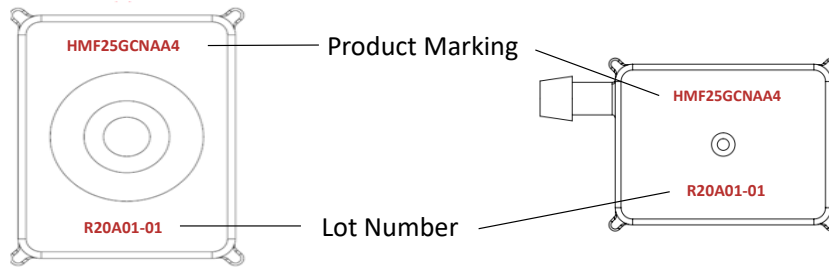 HMF25GCNAA4
Product Marking
HMF25GCNAA4
R20A01-01
R20A01-01
Lot Number